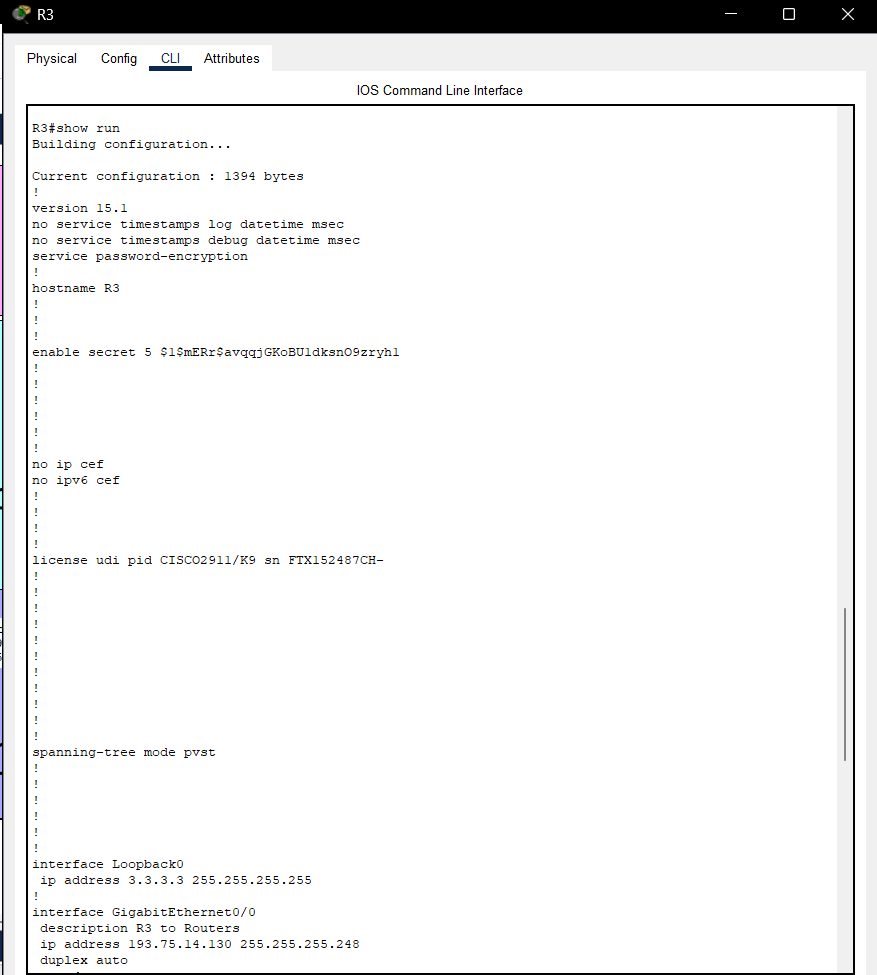 R3
Physical Config CLI Attributes
IOS Command Line Interface
R3#show run
Building configuration...
Current configuration : 1394 bytes
!
version 15.1
no service timestamps log datetime msec
no service timestamps debug datetime msec
service password-encryption
!
hostname R3
!
!
!
enable secret 5 $1$mERr$avqqjGKoBU1dksnO9zryh1
!
!
!
!
!
!
no ip cef
no ipv6 cef
!
!
!
!
license udi pid CISCO2911/K9 sn FTX152487CH-
!
!
!
!
!
!
!
!
!
!
!
spanning-tree mode pvst
!
!
!
!
!
!
interface Loopback0
 ip address 3.3.3.3 255.255.255.255
!
interface GigabitEthernet0/0
 description R3 to Routers
 ip address 193.75.14.130 255.255.255.248
 duplex auto